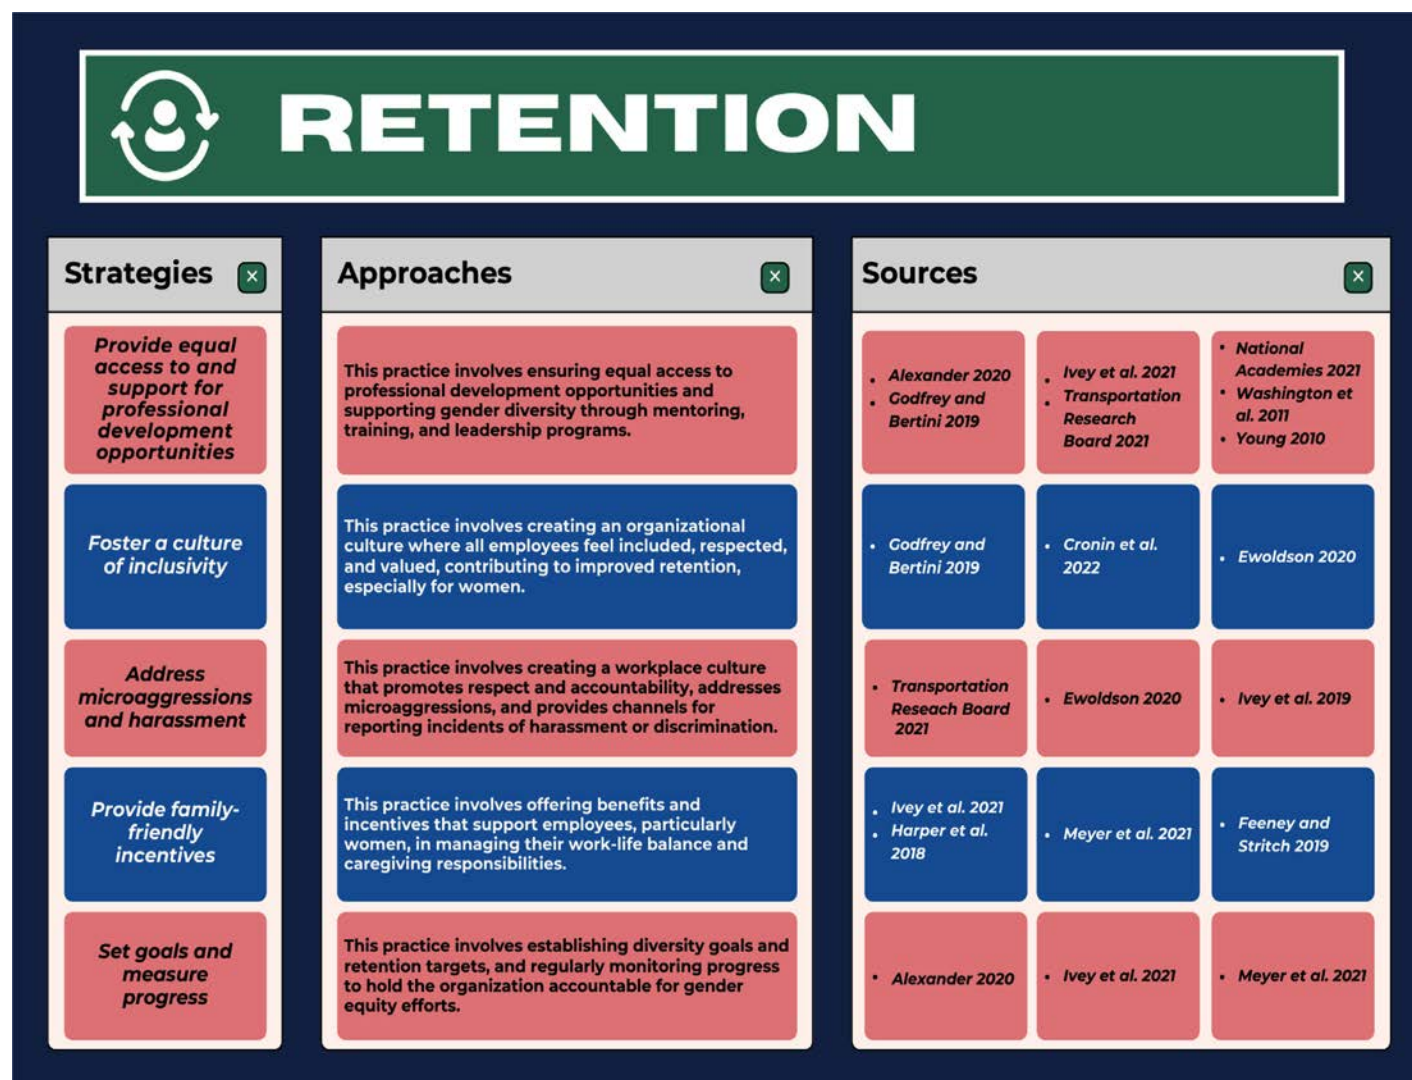 RETENTION
Strategies
Provide equal
access to and
support for
professional
development
opportunities
Foster a culture
of inclusivity
Address
microaggressions
and harassment
Provide family-
friendly
incentives
Set goals and
measure
progress
Approaches
This practice involves ensuring equal access to
professional development opportunities and
supporting gender diversity through mentoring,
training, and leadership programs.
This practice involves creating an organizational
culture where all employees feel included, respected,
and valued, contributing to improved retention,
especially for women.
This practice involves creating a workplace culture
that promotes respect and accountability, addresses
microaggressions, and provides channels for
reporting incidents of harassment or discrimination.
This practice involves offering benefits and
incentives that support employees, particularly
women, in managing their work-life balance and
caregiving responsibilities.
This practice involves establishing diversity goals and
retention targets, and regularly monitoring progress
to hold the organization accountable for gender
equity efforts.
Sources
• Alexander 2020
• Godfrey and
Bertini 2019
• Ivey et al. 2021
• Transportation
Research
Board 2021
• National
Academies 2021
• Washington et
al. 2011
• Young 2010
• Godfrey and
Bertini 2019
• Cronin et al.
2022
• Ewoldson 2020
• Transportation
Reseach Board
2021
• Ewoldson 2020
• Ivey et al. 2019
• Ivey et al. 2021
• Harper et al.
2018
• Meyer et al. 2021
• Feeney and
Stritch 2019
• Alexander 2020
• Ivey et al. 2021
• Meyer et al. 2021